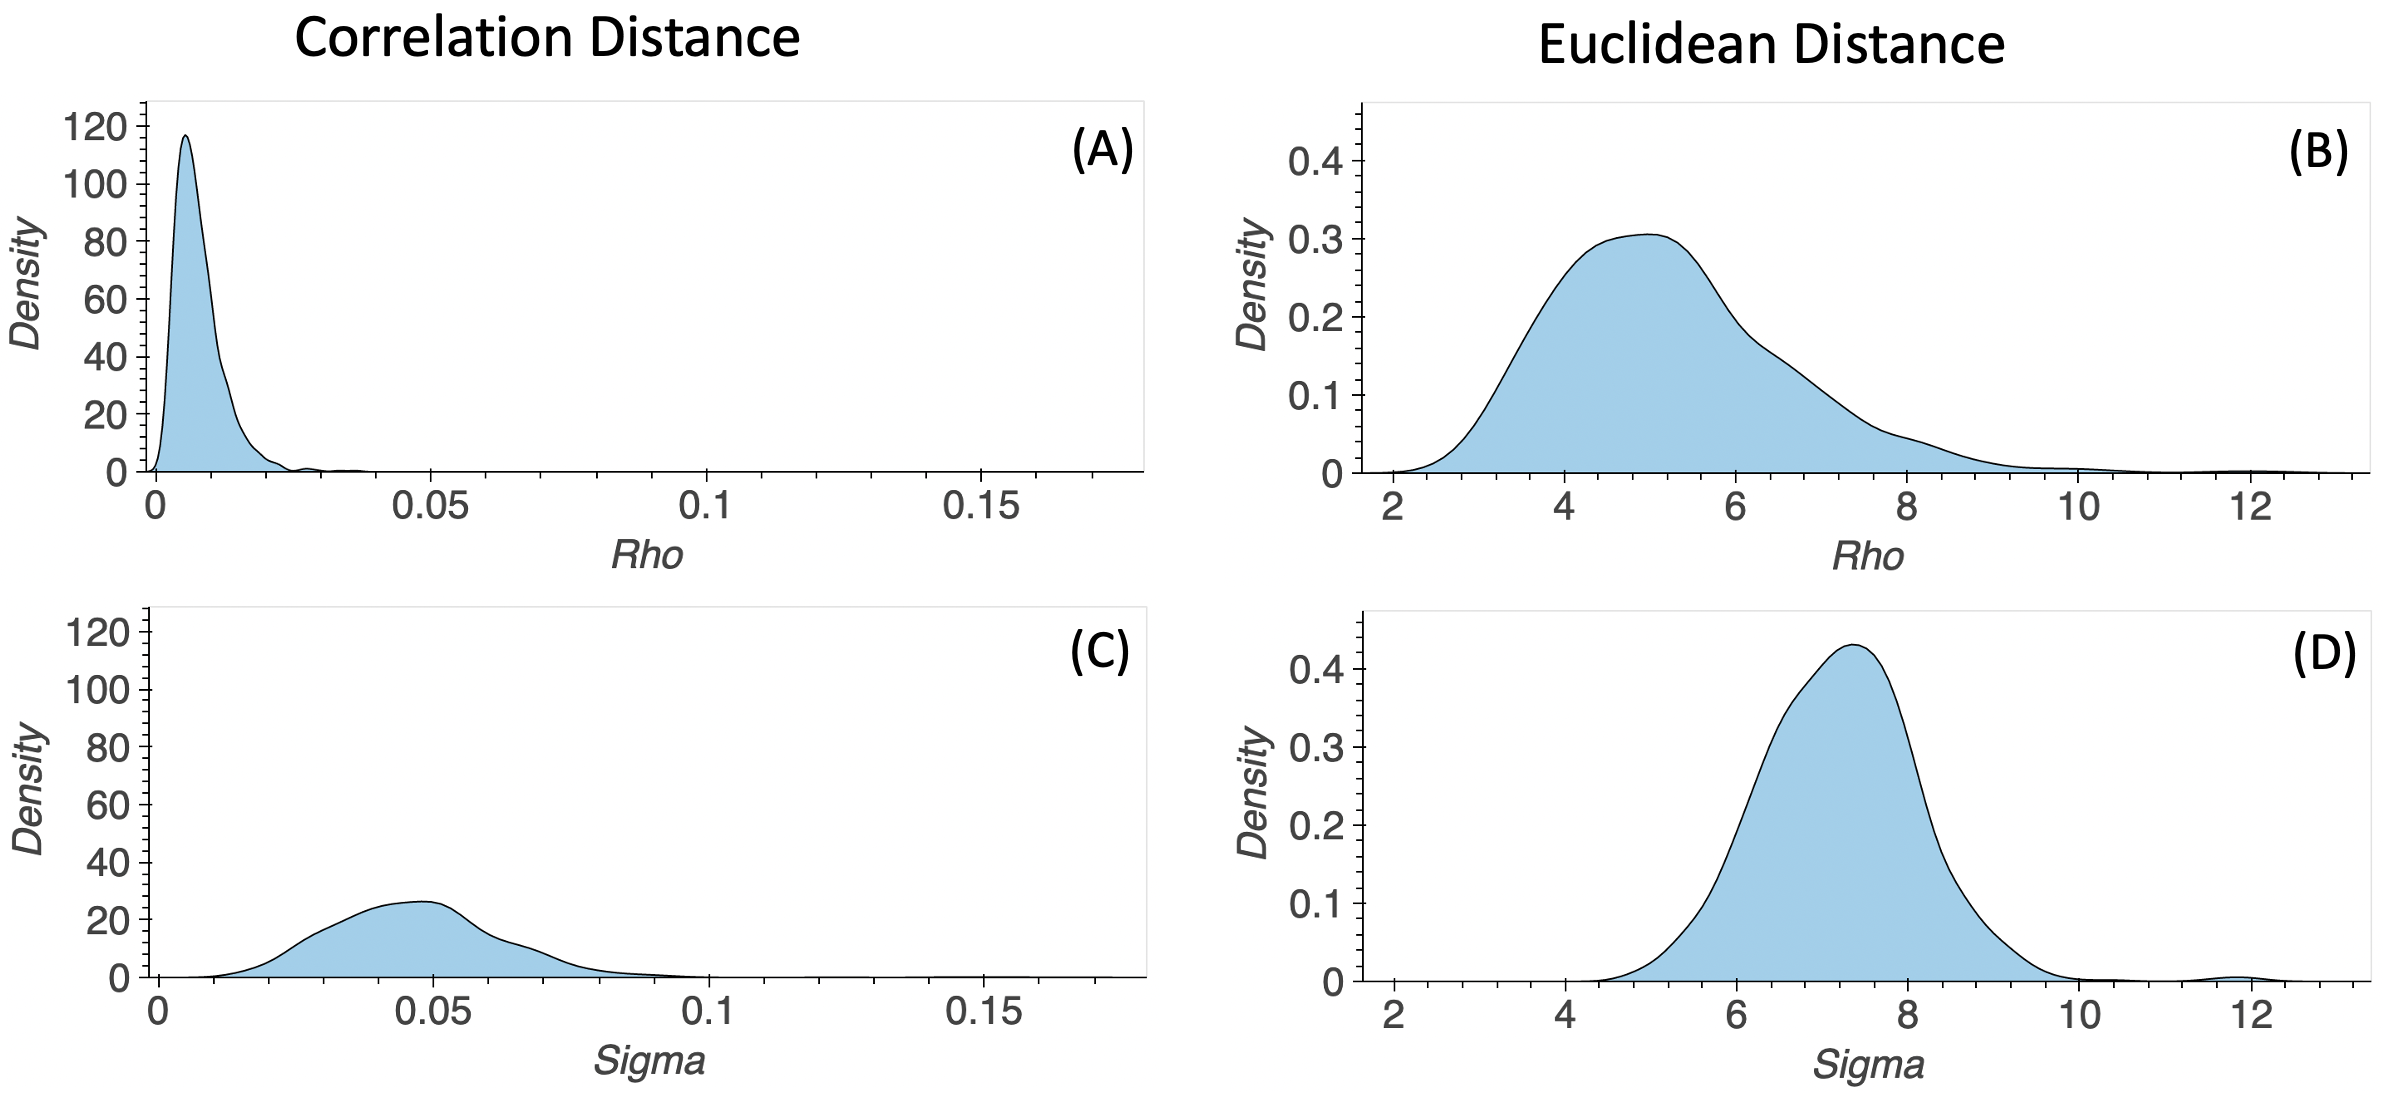 Correlation Distance
Euclidean Distance
(A)
120
100
80
60
40
20
0
Density
0 0.05 0.1 0.15
Rho
(B)
0.4
0.3
0.2
0.1
0
Density
2 4 6 8 10 12
Rho
(C)
120
100
80
60
40
20
0
Density
0 0.05 0.1 0.15
Sigma
(D)
0.4
0.3
0.2
0.1
0
Density
2 4 6 8 10 12
Sigma